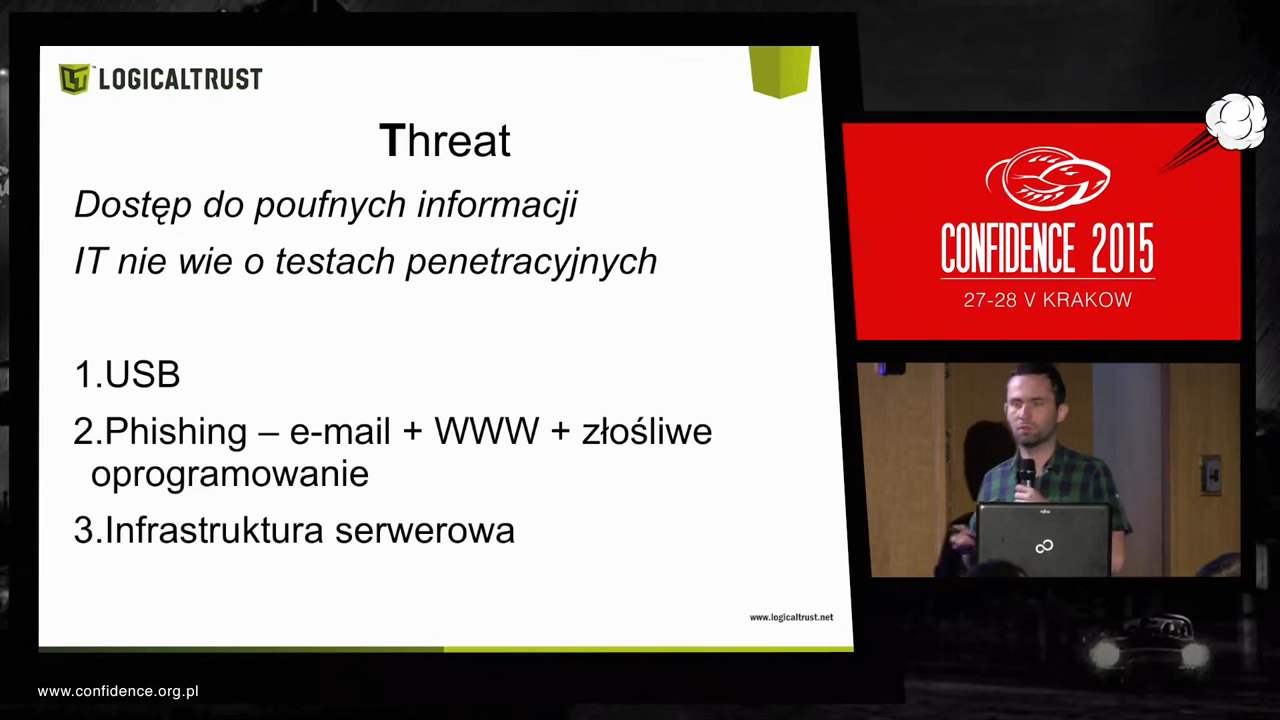 LT LOGICALTRUST
Threat
Dostęp do poufnych informacji
IT nie wie o testach penetracyjnych
1.USB
2.Phishing – e-mail + WWW + złośliwe
oprogramowanie
3.Infrastruktura serwerowa
www.logicaltrust.net
CONFIDENCE 2015
27-28 V KRAKOW
www.confidence.org.pl